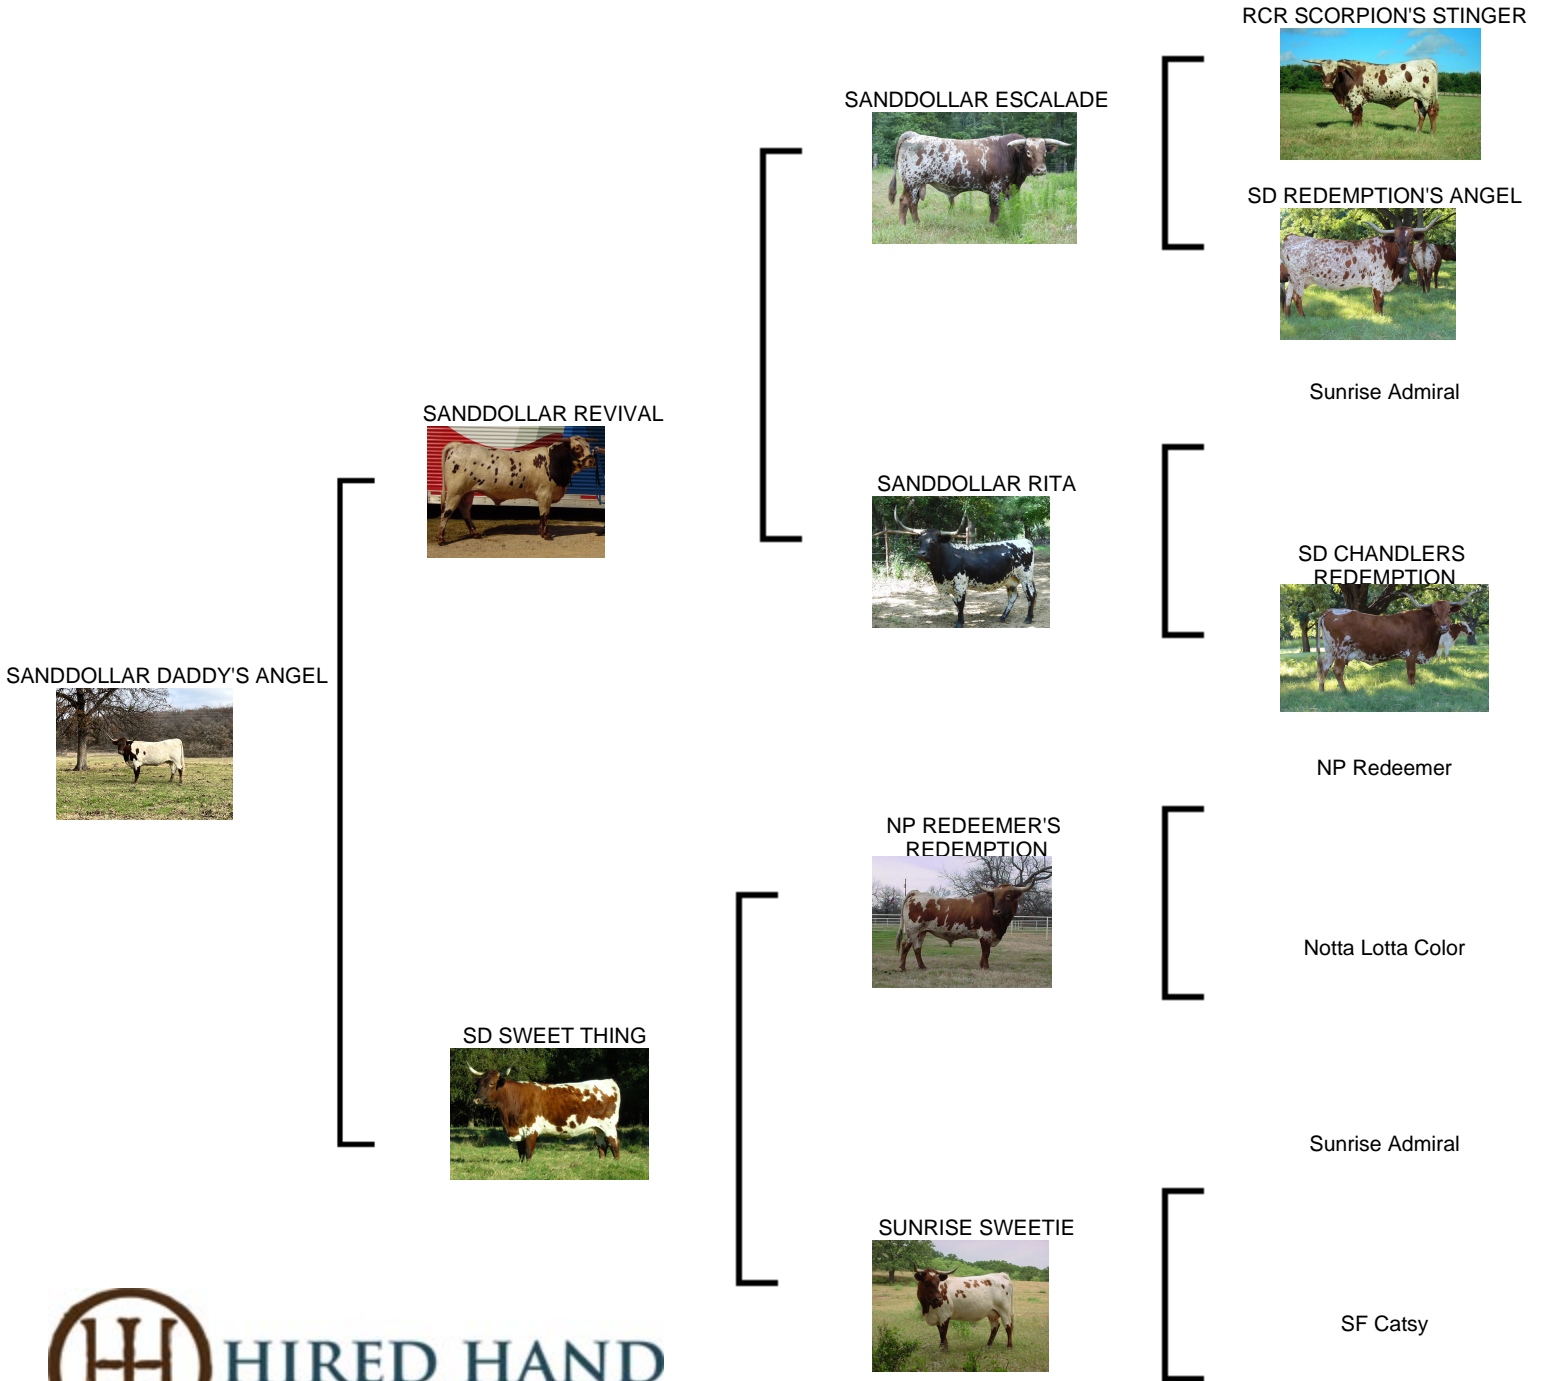 RCR SCORPION'S STINGER
SANDDOLLAR ESCALADE
SD REDEMPTION'S ANGEL
Sunrise Admiral
SANDDOLLAR REVIVAL
SANDDOLLAR RITA
SD CHANDLERS
REDEMPTION
SANDDOLLAR DADDY'S ANGEL
NP Redeemer
NP REDEEMER'S
REDEMPTION
Notta Lotta Color
SD SWEET THING
Sunrise Admiral
SUNRISE SWEETIE
SF Catsy
HIRED HAND